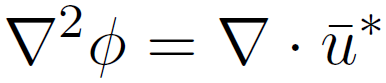 ∇²ϕ = ∇ · ū*